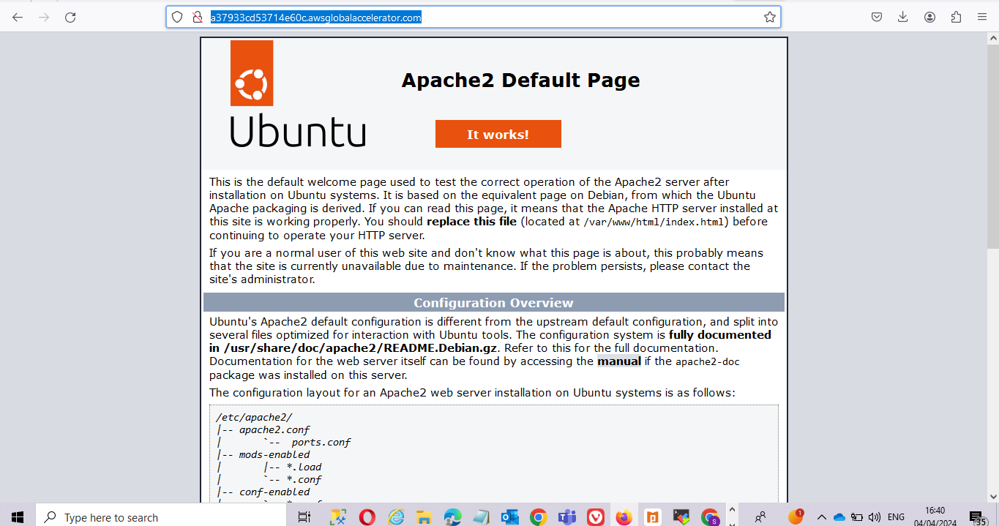 a37933cd53714e60c.awsglobalaccelerator.com
Apache2 Default Page
Ubuntu
It works!
This is the default welcome page used to test the correct operation of the Apache2 server after
installation on Ubuntu systems. It is based on the equivalent page on Debian, from which the Ubuntu
Apache packaging is derived. If you can read this page, it means that the Apache HTTP server installed at
this site is working properly. You should replace this file (located at /var/www/html/index.html) before
continuing to operate your HTTP server.
If you are a normal user of this web site and don't know what this page is about, this probably means
that the site is currently unavailable due to maintenance. If the problem persists, please contact the
site's administrator.
Configuration Overview
Ubuntu's Apache2 default configuration is different from the upstream default configuration, and split into
several files optimized for interaction with Ubuntu tools. The configuration system is fully documented
in /usr/share/doc/apache2/README.Debian.gz. Refer to this for the full documentation.
Documentation for the web server itself can be found by accessing the manual if the apache2-doc
package was installed on this server.
The configuration layout for an Apache2 web server installation on Ubuntu systems is as follows:
/etc/apache2/
|-- apache2.conf
|       `--  ports.conf
|-- mods-enabled
|       |-- *.load
|       `-- *.conf
|-- conf-enabled
Type here to search
ENG
16:40
04/04/2024
35